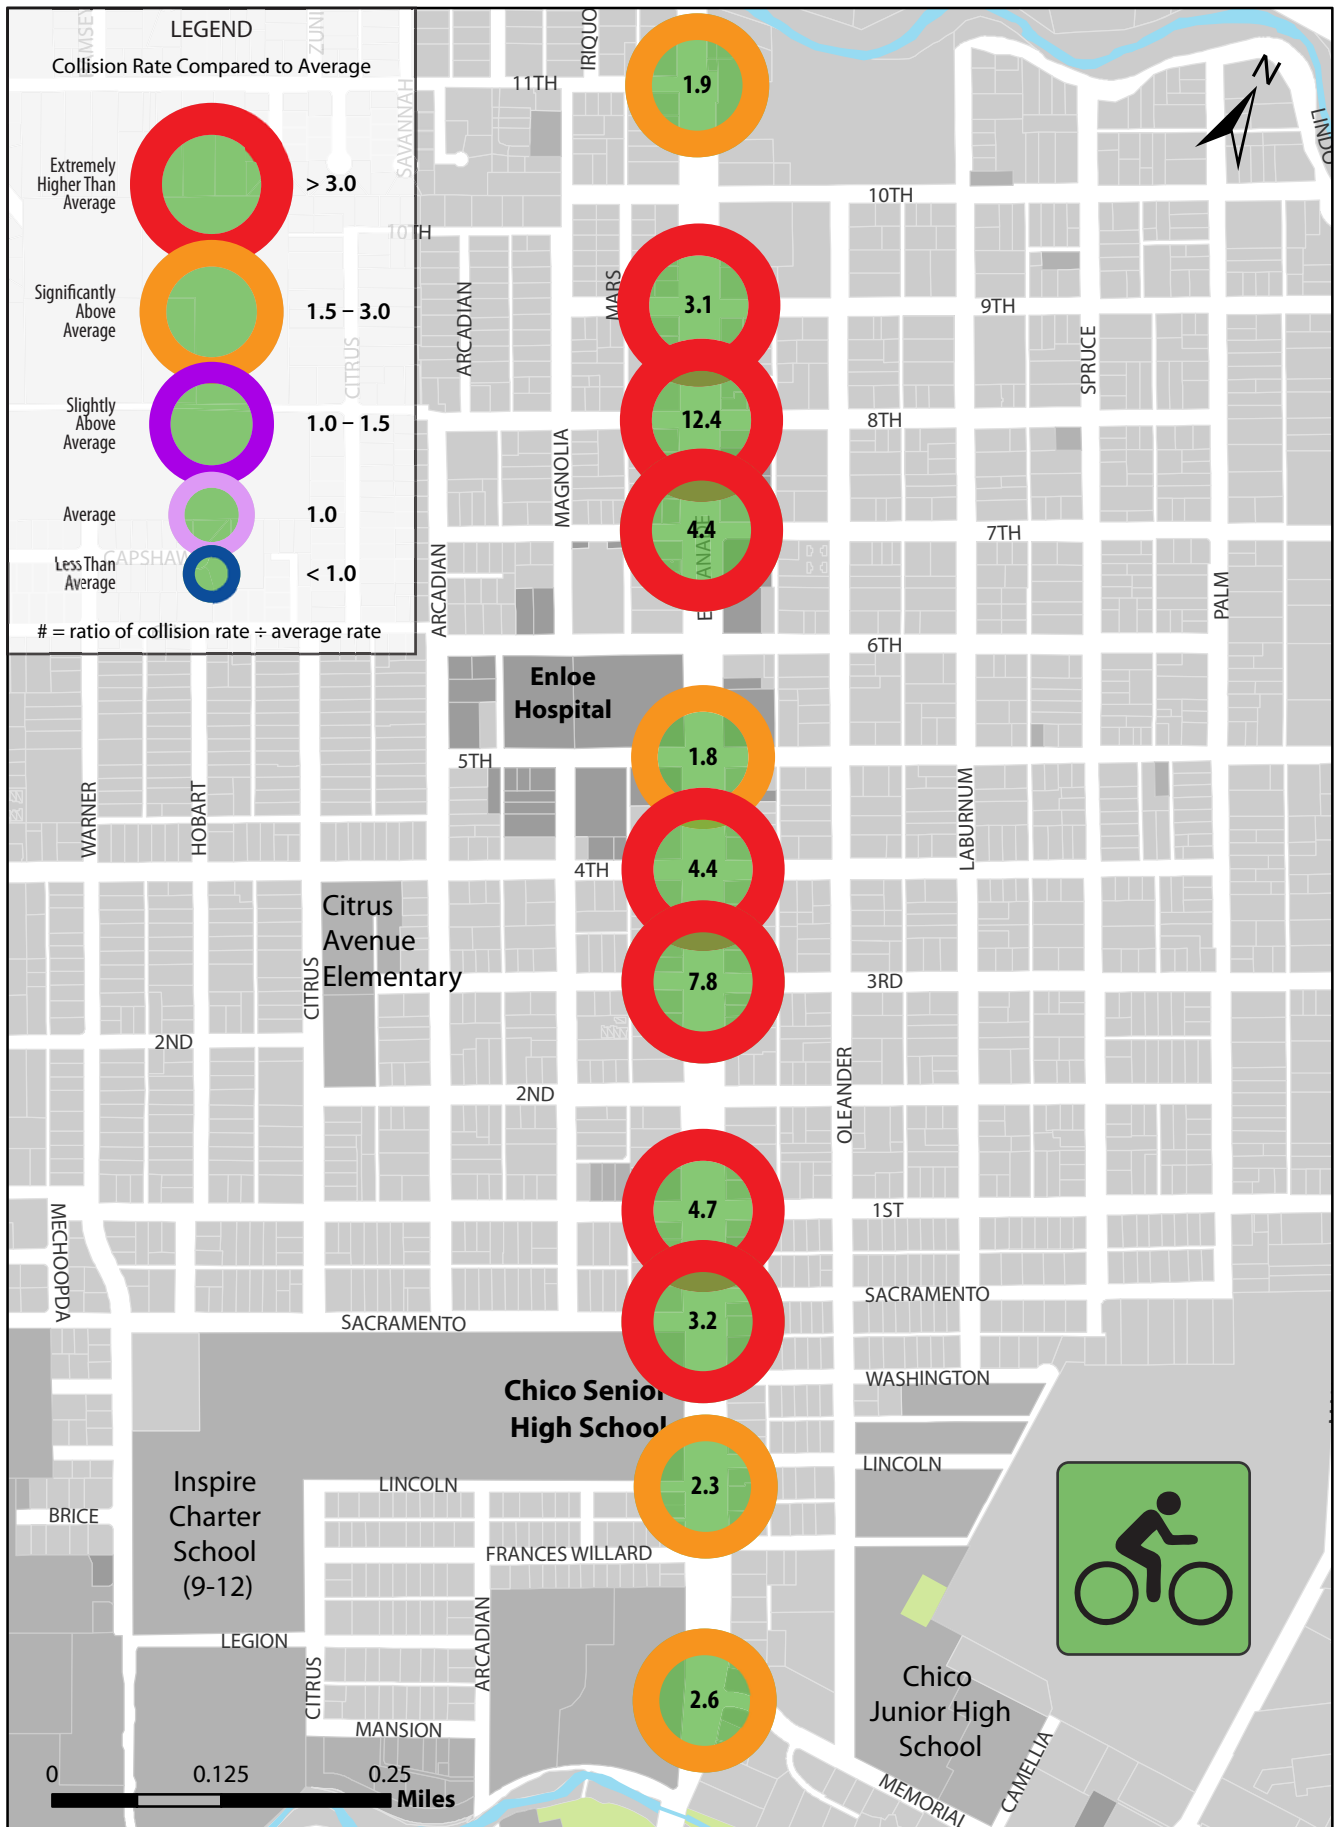 LEGEND
Collision Rate Compared to Average
Extremely
Higher Than
Average
> 3.0
Significantly
Above
Average
1.5 – 3.0
Slightly
Above
Average
1.0 – 1.5
Average
1.0
Less Than
Average
< 1.0
# = ratio of collision rate ÷ average rate
ZUNI
SAVANNAH
10TH
CITRUS
CAPSHAW
11TH
1.9
N
LINDO
10TH
ARCADIAN
MARS
3.1
9TH
SPRUCE
12.4
8TH
MAGNOLIA
4.4
7TH
ARCADIAN
PALM
6TH
Enloe
Hospital
1.8
5TH
WARNER
HOBART
LABURNUM
4TH
4.4
Citrus
Avenue
Elementary
CITRUS
7.8
3RD
2ND
2ND
OLEANDER
MECHOOPDA
4.7
1ST
SACRAMENTO
3.2
SACRAMENTO
WASHINGTON
Chico Senior
High School
LINCOLN
2.3
LINCOLN
Inspire
Charter
School
(9-12)
BRICE
FRANCES WILLARD
LEGION
CITRUS
ARCADIAN
MANSION
2.6
Chico
Junior High
School
CAMELLIA
MEMORIAL
0 0.125 0.25
Miles